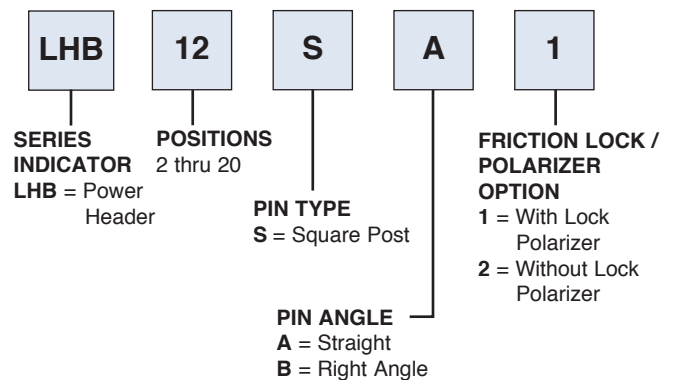 LHB 12 S A 1
SERIES
INDICATOR
LHB = Power
Header
POSITIONS
2 thru 20
PIN TYPE
S = Square Post
PIN ANGLE
A = Straight
B = Right Angle
FRICTION LOCK /
POLARIZER
OPTION
1 = With Lock
Polarizer
2 = Without Lock
Polarizer